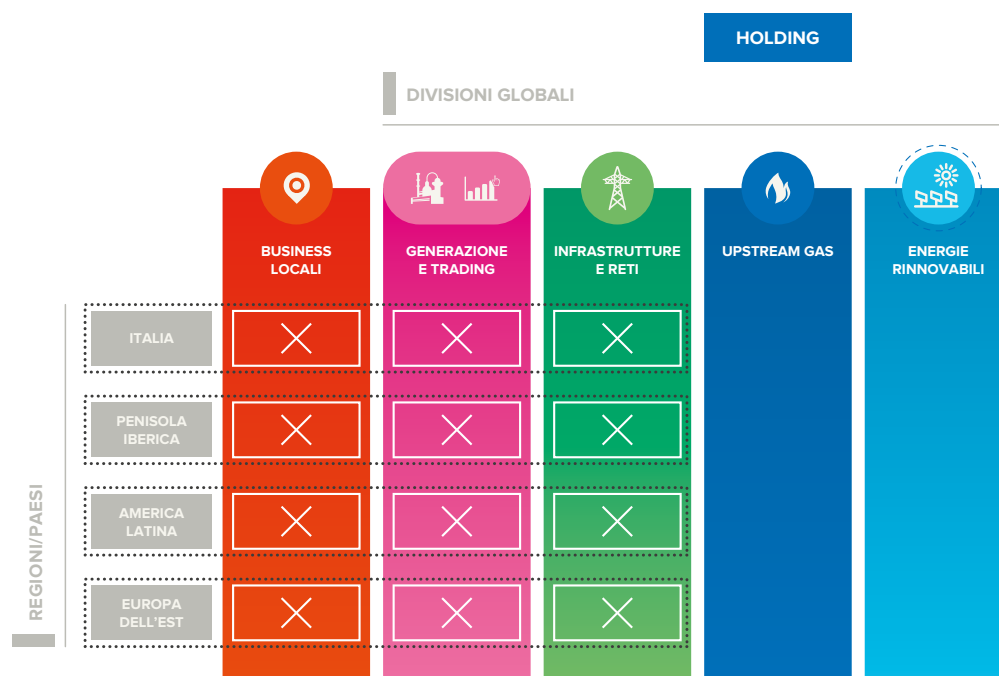 HOLDING
DIVISIONI GLOBALI
BUSINESS
LOCALI
GENERAZIONE
E TRADING
INFRASTRUTTURE
E RETI
UPSTREAM GAS
ENERGIE
RINNOVABILI
REGIONI/PAESI
ITALIA
PENISOLA
IBERICA
AMERICA
LATINA
EUROPA
DELL'EST